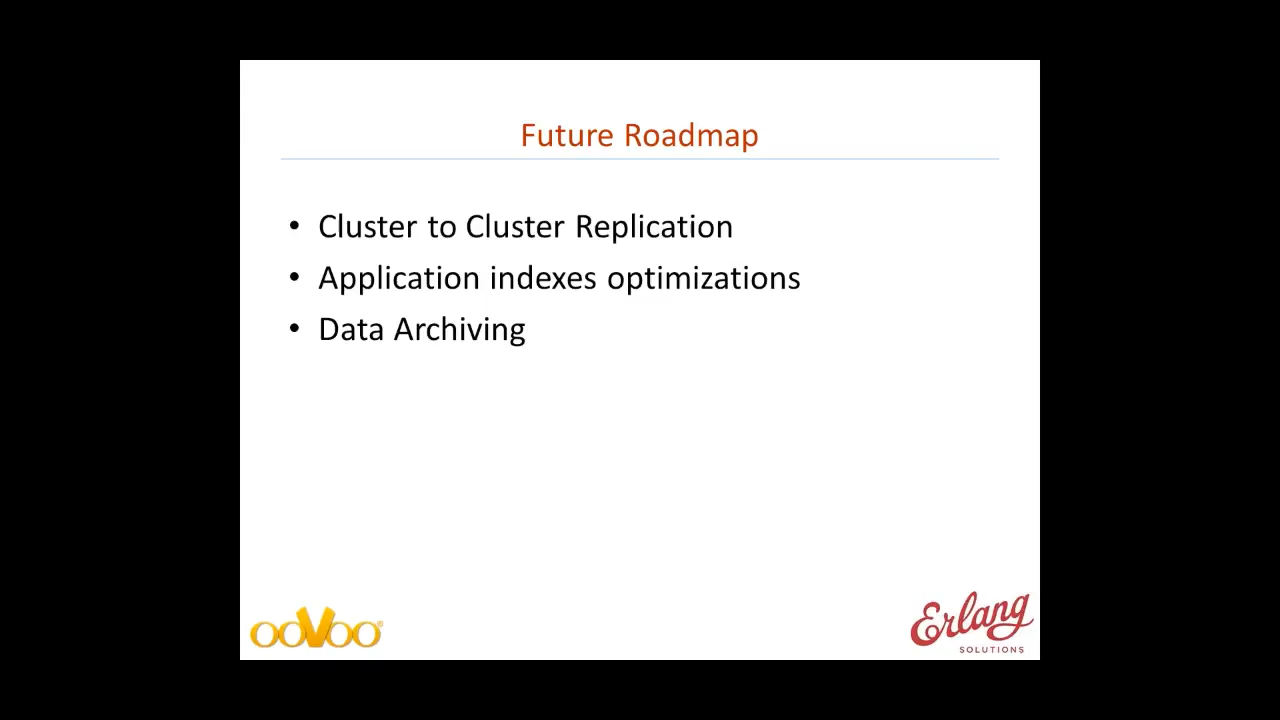 Future Roadmap
• Cluster to Cluster Replication
• Application indexes optimizations
• Data Archiving
ooVoo®
Erlang
SOLUTIONS